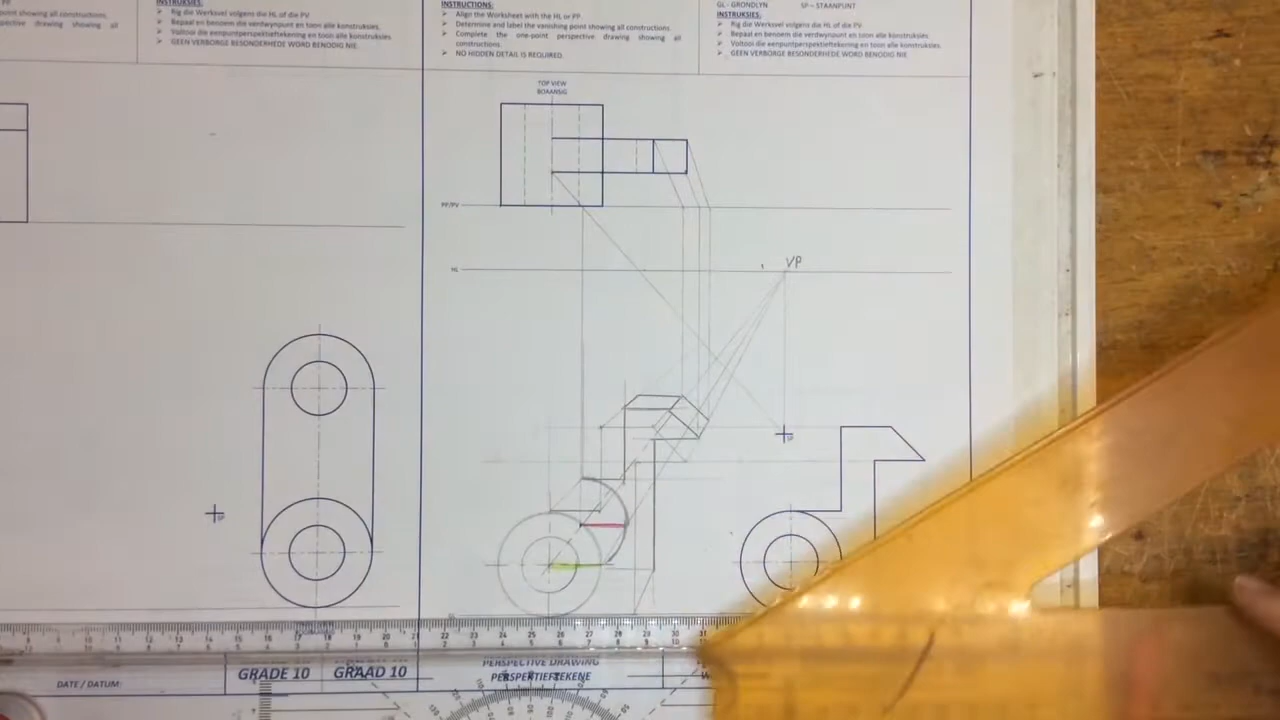 INSTRUKSIES:
Rig die Werksvel volgens die HL of die PV
Bepaal en benoem die verdwynpunt en toon alle konstruksies.
Voltooi die eenpuntperspektieftekening en toon alle konstruksies
GEEN VERBORGE BESONDERHEDE WORD BENODIG NIE
INSTRUCTIONS:
Align the Worksheet with the HL or PP.
Determine and label the vanishing point showing all constructions.
Complete the one-point perspective drawing showing all
constructions.
NO HIDDEN DETAIL IS REQUIRED.
GL - GRONDLYN SP – STAANPUNT
INSTRUKSIES:
Rig die Werksvel volgens die HL of die PV
Bepaal en benoem die verdwynpunt en toon alle konstruksies.
Voltooi die eenpuntperspektieftekening en toon alle konstruksies.
GEEN VERBORGE BESONDERHEDE WORD BENODIG NIE
TOP VIEW
BOAANSIG
PP/PV
HL
VP
SP
SP
DATE / DATUM:
GRADE 10
GRAAD 10
PERSPECTIVE DRAWING
PERSPEKTIEFTEKENE